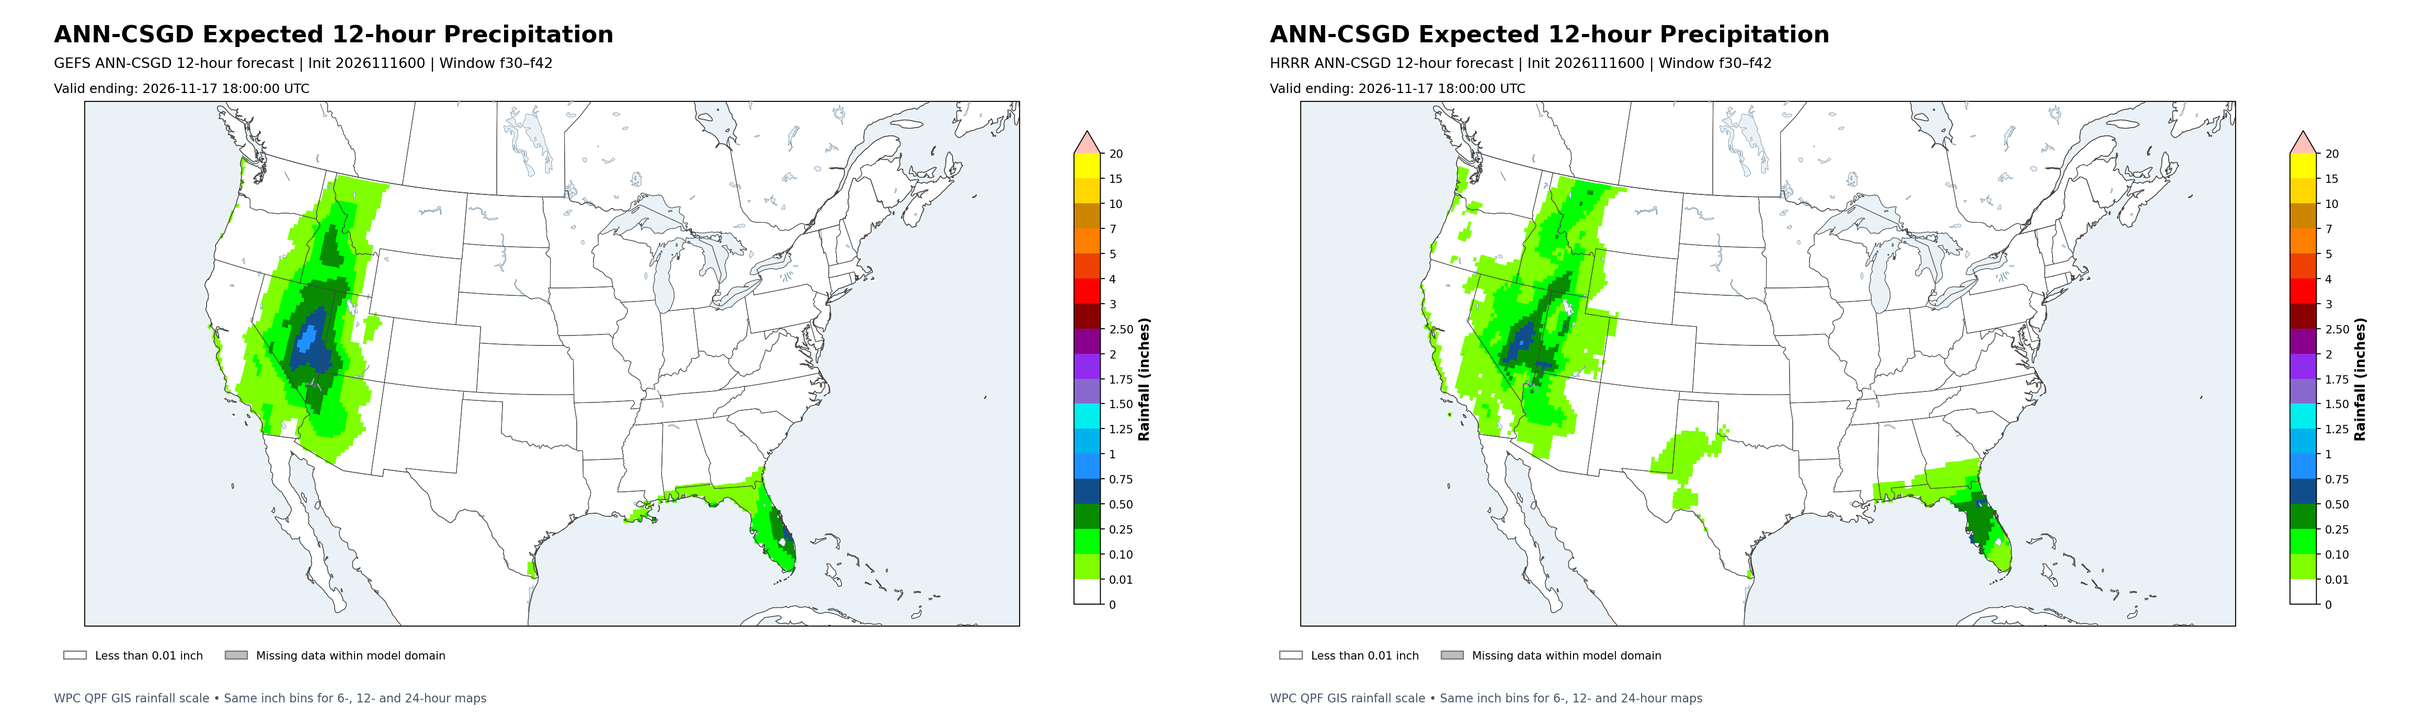 ANN-CSGD Expected 12-hour Precipitation
GEFS ANN-CSGD 12-hour forecast | Init 2026111600 | Window f30–f42
Valid ending: 2026-11-17 18:00:00 UTC
20
15
10
7
5
4
3
2.50
2
1.75
1.50
1.25
1
0.75
0.50
0.25
0.10
0.01
0
Rainfall (inches)
Less than 0.01 inch
Missing data within model domain
WPC QPF GIS rainfall scale • Same inch bins for 6-, 12- and 24-hour maps
ANN-CSGD Expected 12-hour Precipitation
HRRR ANN-CSGD 12-hour forecast | Init 2026111600 | Window f30–f42
Valid ending: 2026-11-17 18:00:00 UTC
20
15
10
7
5
4
3
2.50
2
1.75
1.50
1.25
1
0.75
0.50
0.25
0.10
0.01
0
Rainfall (inches)
Less than 0.01 inch
Missing data within model domain
WPC QPF GIS rainfall scale • Same inch bins for 6-, 12- and 24-hour maps